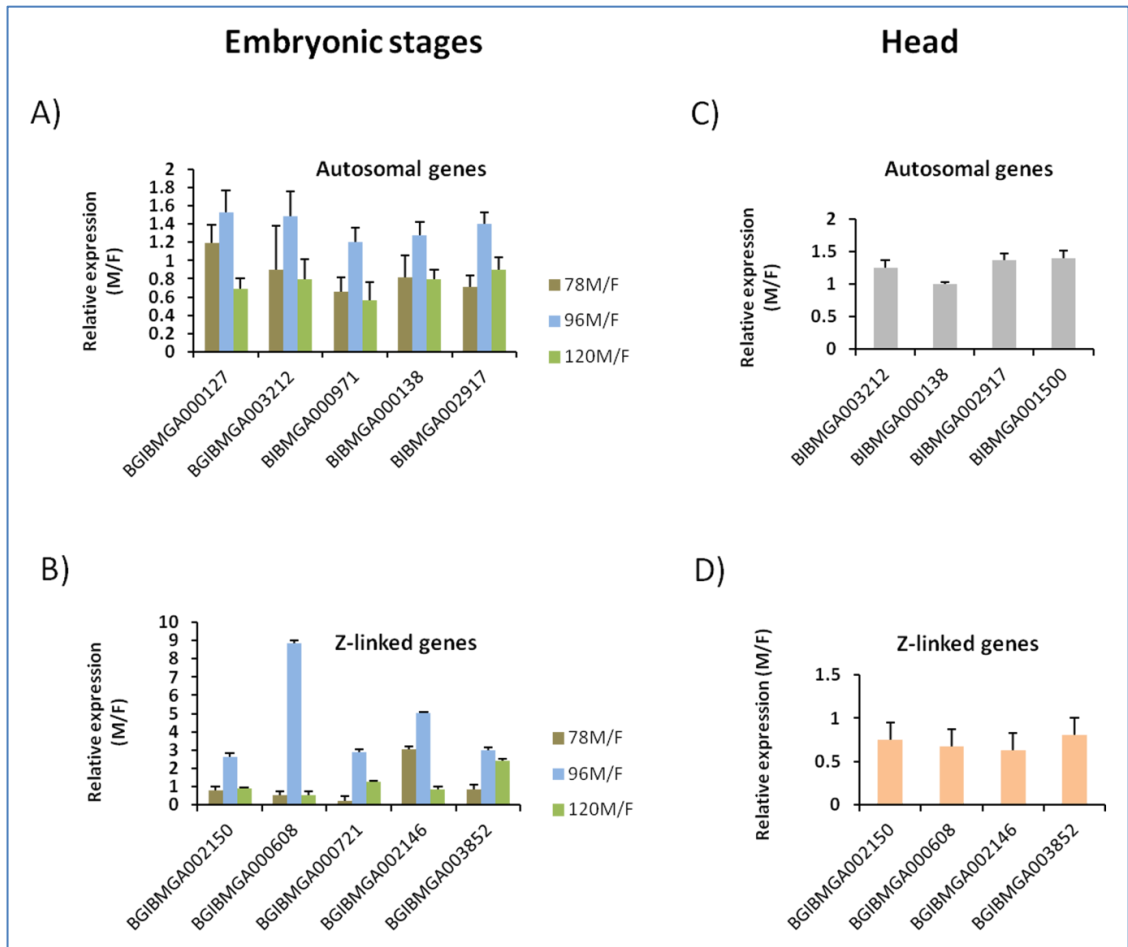 Embryonic stages
Head
A)
Autosomal genes
Relative expression
(M/F)
2
1.8
1.6
1.4
1.2
1
0.8
0.6
0.4
0.2
0
BGIBMGA000127
BGIBMGA003212
BIBMGA000971
BIBMGA000138
BIBMGA002917
78M/F
96M/F
120M/F
C)
Autosomal genes
Relative expression
(M/F)
2
1.5
1
0.5
0
BIBMGA003212
BIBMGA000138
BIBMGA002917
BIBMGA001500
B)
Z-linked genes
Relative expression
(M/F)
10
9
8
7
6
5
4
3
2
1
0
BGIBMGA002150
BGIBMGA000608
BGIBMGA000721
BGIBMGA002146
BGIBMGA003852
78M/F
96M/F
120M/F
D)
Z-linked genes
Relative expression (M/F)
1.5
1
0.5
0
BGIBMGA002150
BGIBMGA000608
BGIBMGA002146
BGIBMGA003852